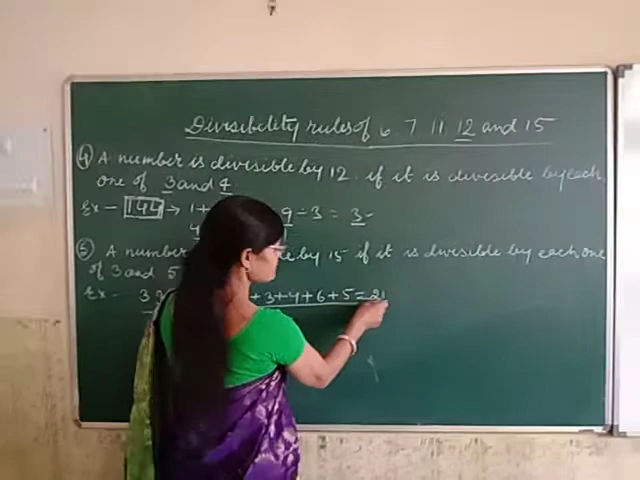 Divisibility rules of 6 7 11 12 and 15
④ A number is divisible by 12. if it is divisible by each
one of 3 and 4
Ex - 144 → 1+ 9 ÷ 3 = 3
⑤ A number by 15 if it is divisible by each one
of 3 and 5
Ex - 3 + 3 + 4 + 6 + 5 = 21